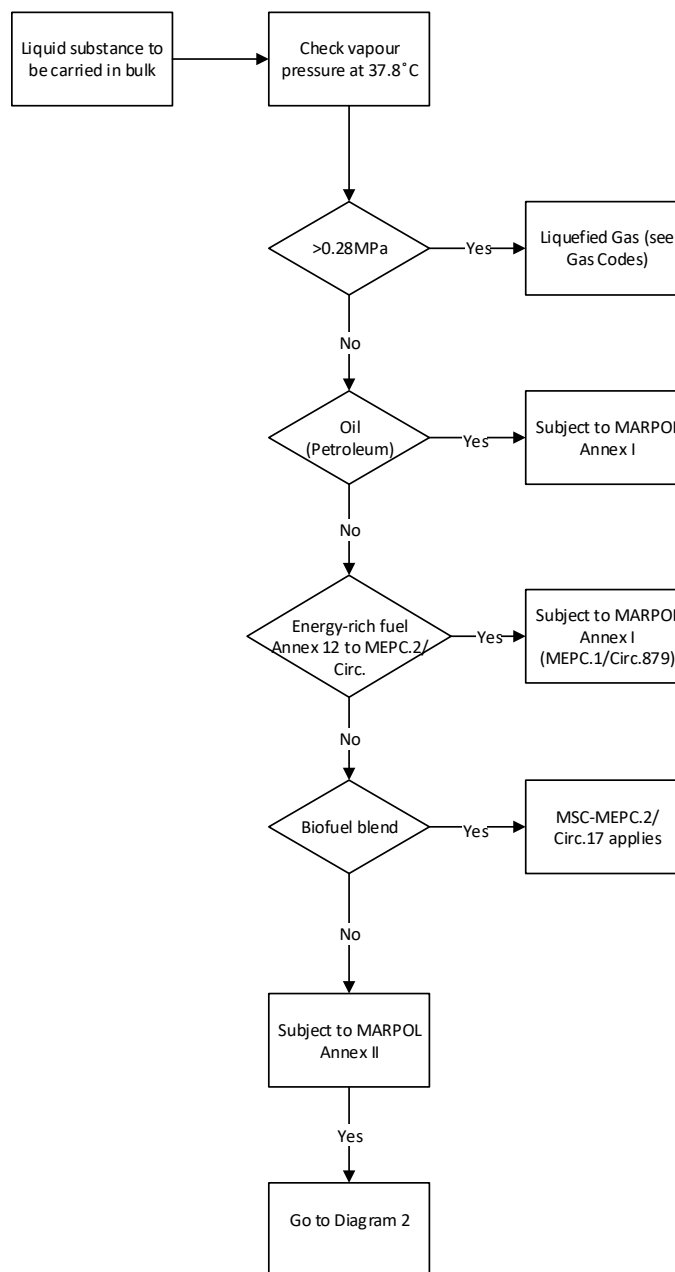 Liquid substance to
be carried in bulk
Check vapour
pressure at 37.8˚C
>0.28MPa
Yes
Liquefied Gas (see
Gas Codes)
No
Oil
(Petroleum)
Yes
Subject to MARPOL
Annex I
No
Energy-rich fuel
Annex 12 to MEPC.2/
Circ.
Yes
Subject to MARPOL
Annex I
(MEPC.1/Circ.879)
No
Biofuel blend
Yes
MSC-MEPC.2/
Circ.17 applies
No
Subject to MARPOL
Annex II
Yes
Go to Diagram 2